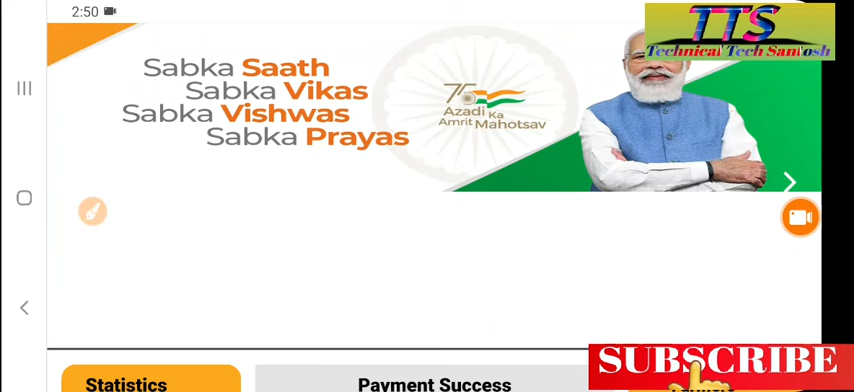 2:50
TTS
Technical Tech Santosh
Sabka Saath
Sabka Vikas
Sabka Vishwas
Sabka Prayas
75
Azadi Ka
Amrit Mahotsav
SUBSCRIBE
Statistics
Payment Success